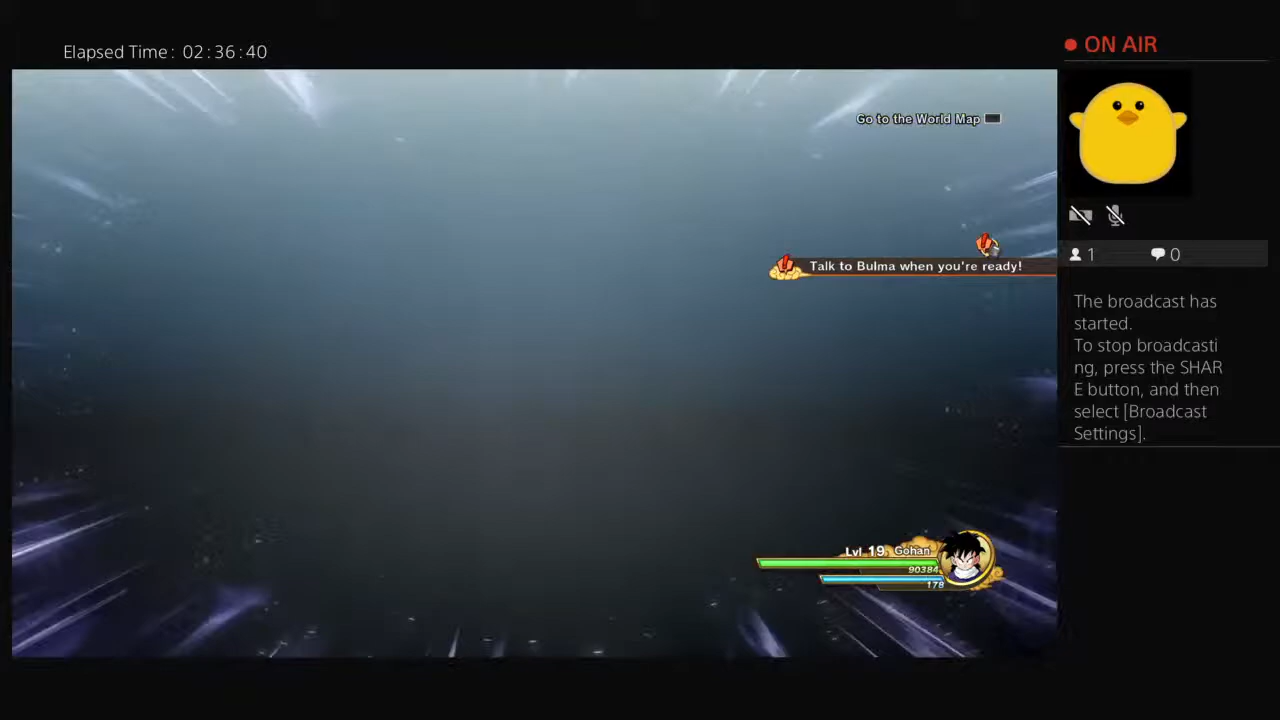 Elapsed Time: 02:36:40
ON AIR
Go to the World Map
1
0
Talk to Bulma when you're ready!
The broadcast has
started.
To stop broadcasti
ng, press the SHAR
E button, and then
select [Broadcast
Settings].
Lvl 19 Gohan
90384
178